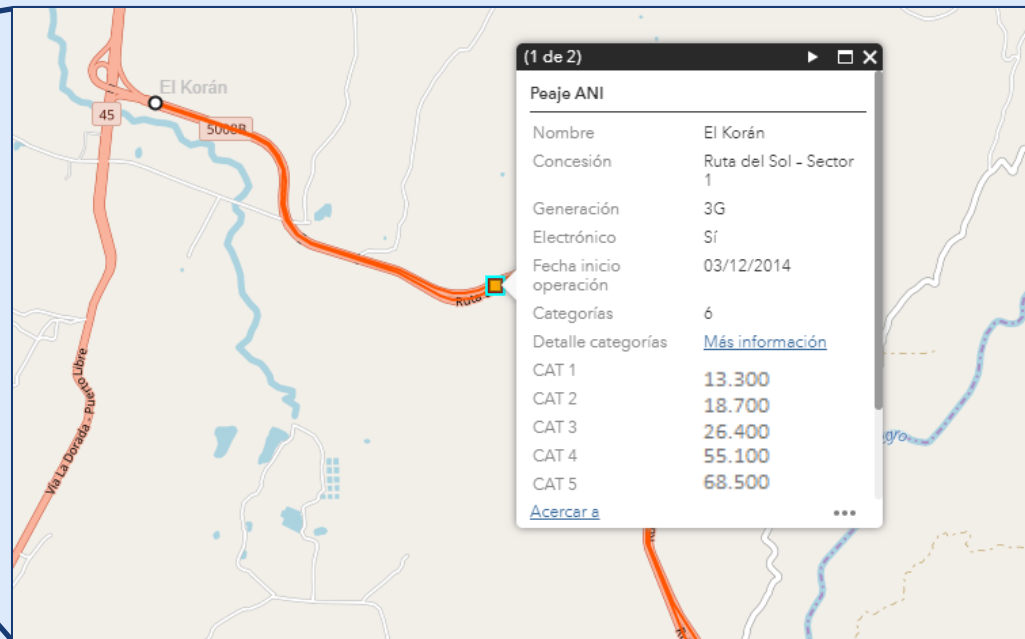 El Korán
45
5008B
Vía La Dorada - Puerto Libre
(1 de 2)
Peaje ANI
Nombre El Korán
Concesión Ruta del Sol - Sector
1
Generación 3G
Electrónico Sí
Fecha inicio 03/12/2014
operación
Categorías 6
Detalle categorías Más información
CAT 1 13.300
CAT 2 18.700
CAT 3 26.400
CAT 4 55.100
CAT 5 68.500
Acercar a
Ruta